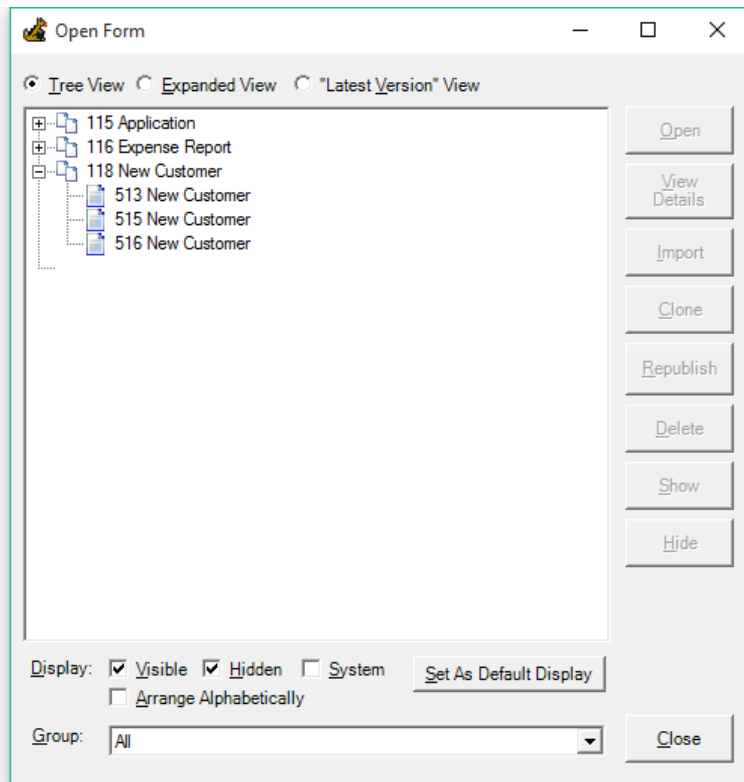 Open Form
Tree View Expanded View "Latest Version" View
115 Application
116 Expense Report
118 New Customer
513 New Customer
515 New Customer
516 New Customer
Open
View
Details
Import
Clone
Republish
Delete
Show
Hide
Display: Visible Hidden System Set As Default Display
Arrange Alphabetically
Group: All Close